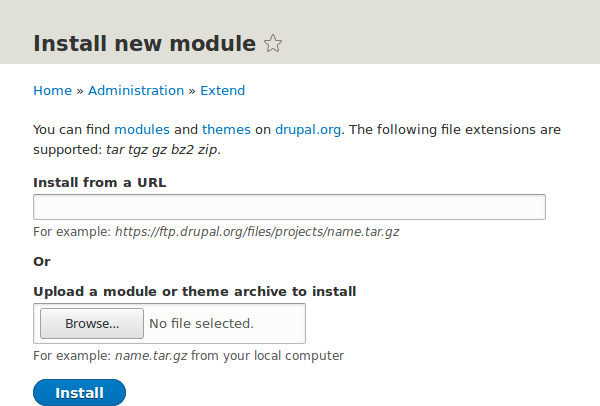 Install new module
Home » Administration » Extend
You can find modules and themes on drupal.org. The following file extensions are
supported: tar tgz gz bz2 zip.
Install from a URL
For example: https://ftp.drupal.org/files/projects/name.tar.gz
Or
Upload a module or theme archive to install
Browse... No file selected.
For example: name.tar.gz from your local computer
Install